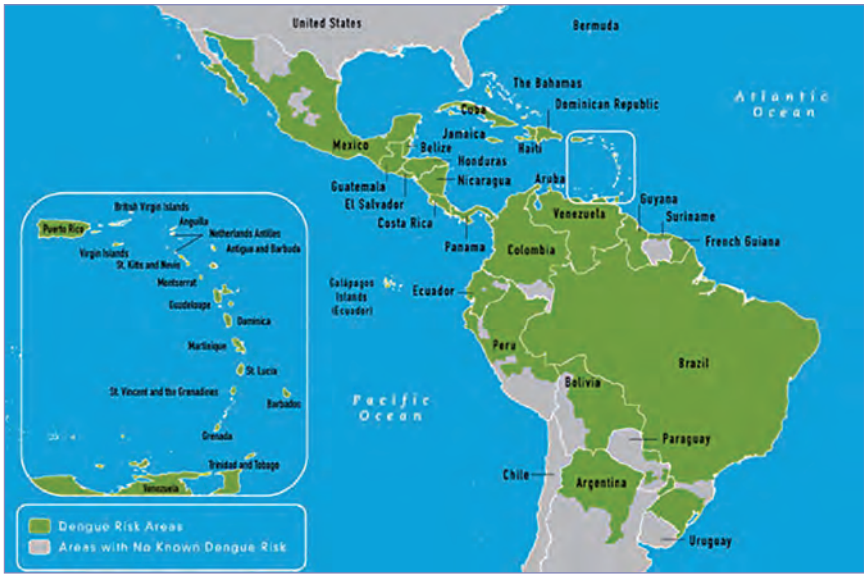 United States
Bermuda
The Bahamas
Atlantic
Ocean
Cuba
Dominican Republic
Jamaica
Haiti
Mexico
Belize
Honduras
Guatemala
Nicaragua
El Salvador
Costa Rica
Panama
Aruba
Guyana
Suriname
Venezuela
French Guiana
Colombia
Galápagos
Islands
(Ecuador)
Ecuador
Peru
Brazil
Bolivia
Pacific
Ocean
Paraguay
Chile
Argentina
Uruguay
British Virgin Islands
Puerto Rico
Anguilla
Netherlands Antilles
Virgin Islands
Antigue and Barbuda
St. Kitts and Nevis
Montserrat
Guadeloupe
Dominica
Martinique
St. Lucia
St. Vincent and the Grenadines
Barbados
Grenada
Trinidad and Tobago
Venezuela
Dengue Risk Areas
Areas with No Known Dengue Risk